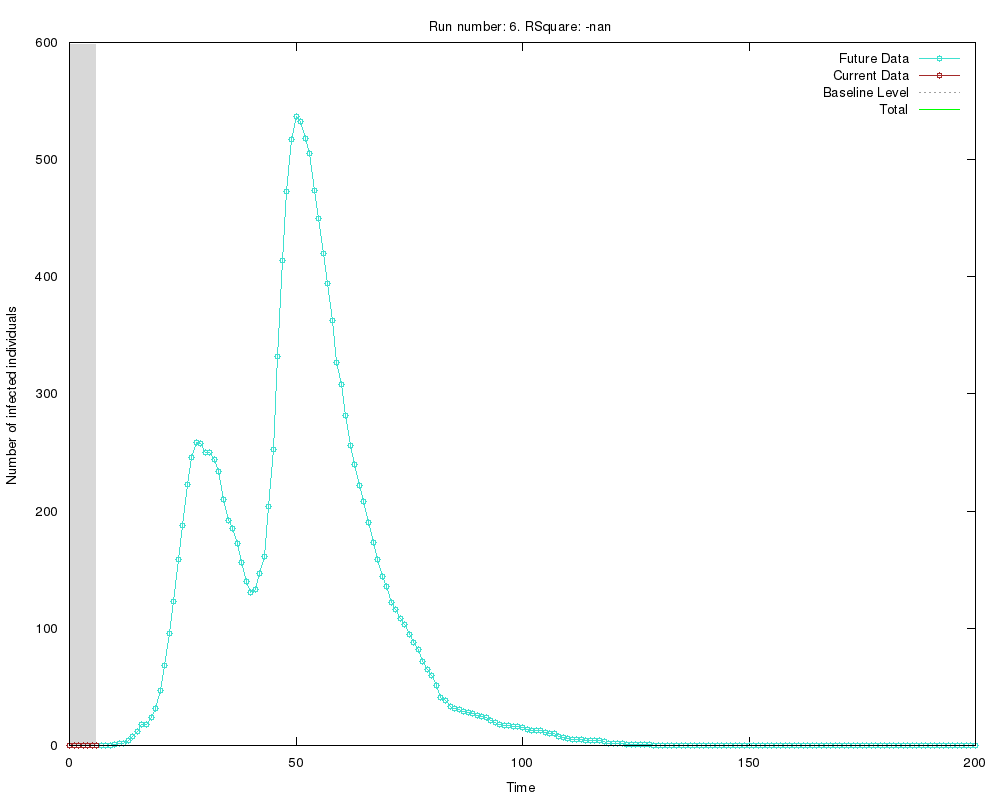 Run number: 6. RSquare: -nan
Future Data
Current Data
Baseline Level
Total
600
500
400
300
200
100
0
Number of infected individuals
0
50
100
150
200
Time